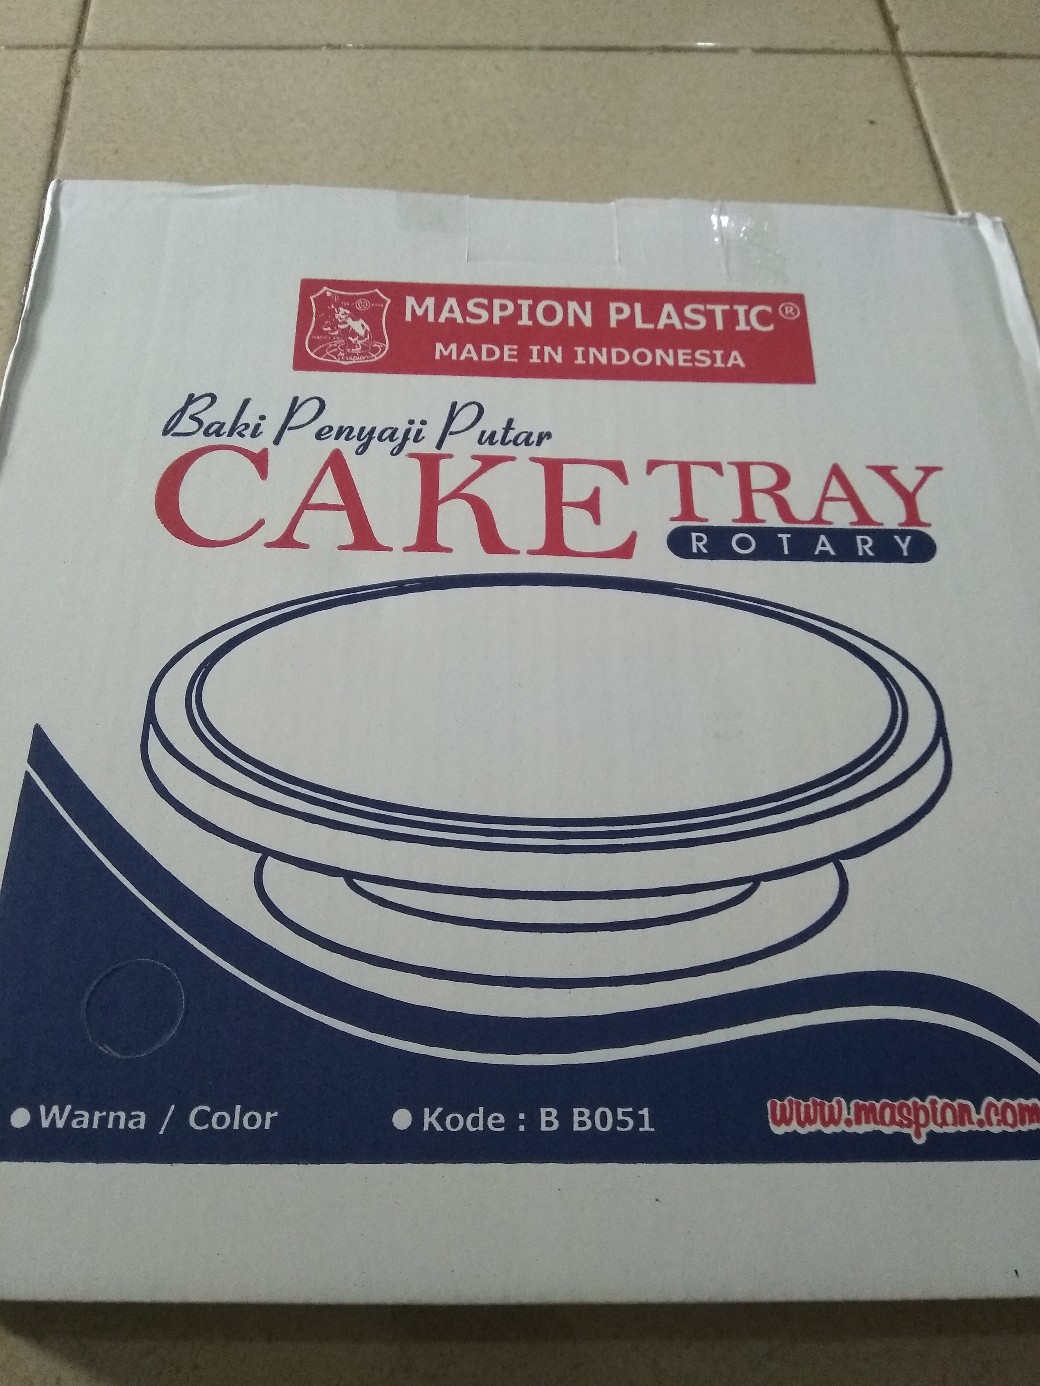 MASPION PLASTIC®
MADE IN INDONESIA
Baki Penyaji Putar
CAKE TRAY
ROTARY
● Warna / Color
● Kode : B B051
www.maspion.com